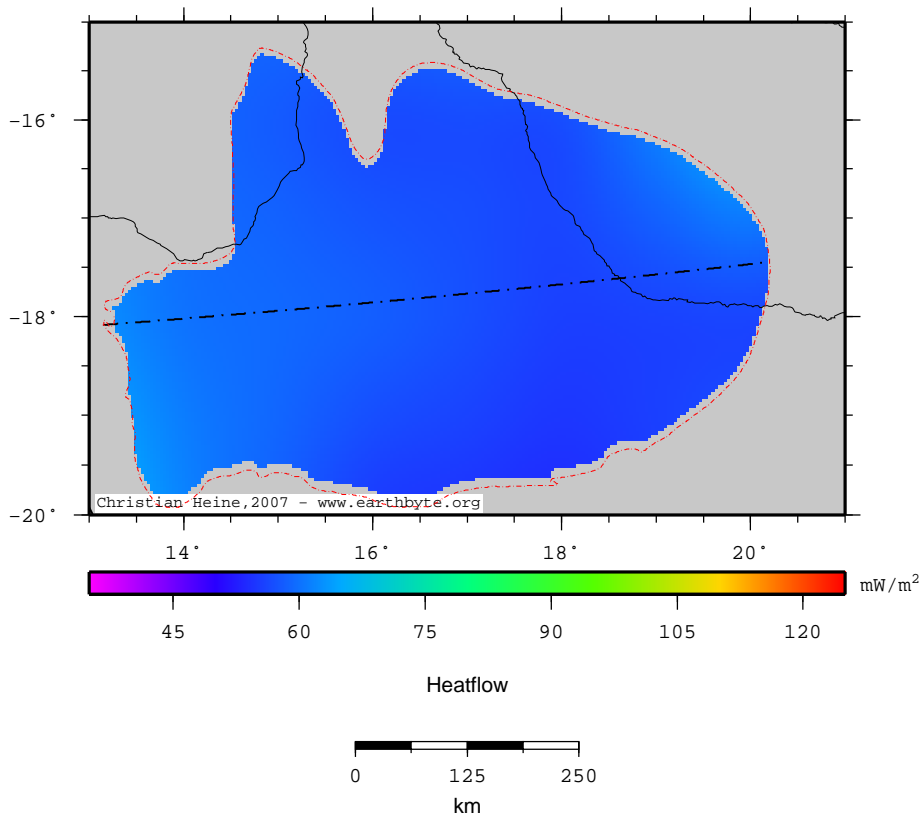 −16°
−18°
−20°
Christian Heine,2007 − www.earthbyte.org
14° 16° 18° 20°
mW/m²
45 60 75 90 105 120
Heatflow
0 125 250
km